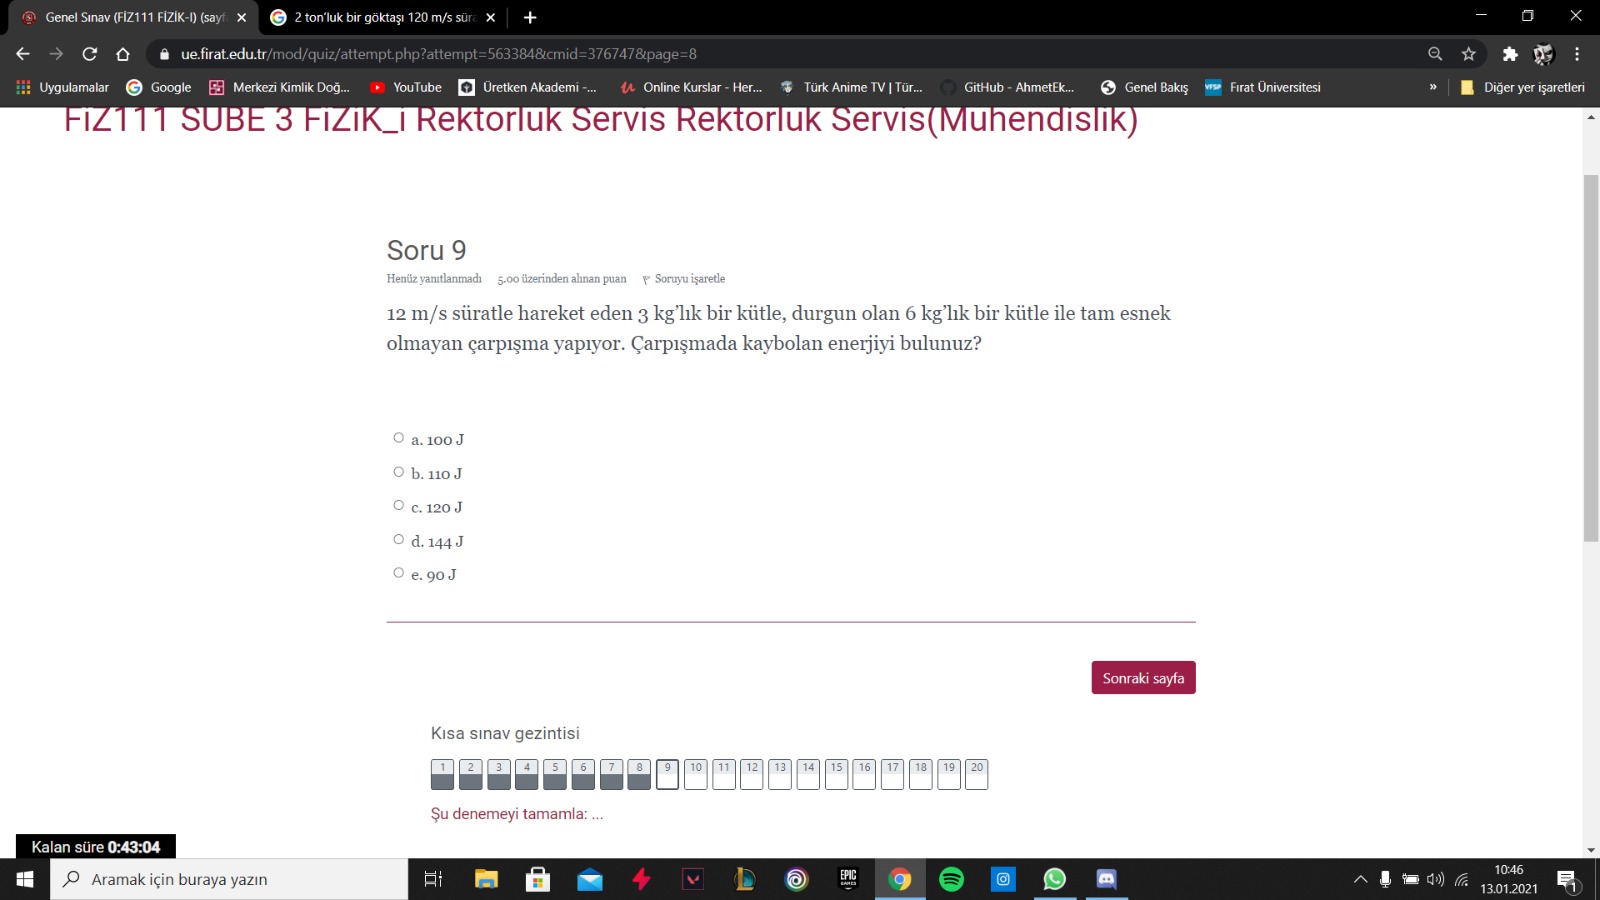 Genel Sınav (FİZ111 FİZİK-I) (sayf
2 ton'luk bir göktaşı 120 m/s süra
ue.firat.edu.tr/mod/quiz/attempt.php?attempt=563384&cmid=376747&page=8
Uygulamalar Google Merkezi Kimlik Doğ... YouTube Üretken Akademi -... Online Kurslar - Her... Türk Anime TV | Tür... GitHub - AhmetEk... Genel Bakış VFSP Fırat Üniversitesi » Diğer yer işaretleri
FİZ111 SUBE 3 FiZiK_i Rektorluk Servis Rektorluk Servis(Muhendislik)
Soru 9
Henüz yanıtlanmadı 5.00 üzerinden alınan puan Soruyu işaretle
12 m/s süratle hareket eden 3 kg’lık bir kütle, durgun olan 6 kg’lık bir kütle ile tam esnek
olmayan çarpışma yapıyor. Çarpışmada kaybolan enerjiyi bulunuz?
a. 100 J
b. 110 J
c. 120 J
d. 144 J
e. 90 J
Sonraki sayfa
Kısa sınav gezintisi
1 2 3 4 5 6 7 8 9 10 11 12 13 14 15 16 17 18 19 20
Şu denemeyi tamamla: ...
Kalan süre 0:43:04
Aramak için buraya yazın
EPIC
GAMES
10:46
13.01.2021
1